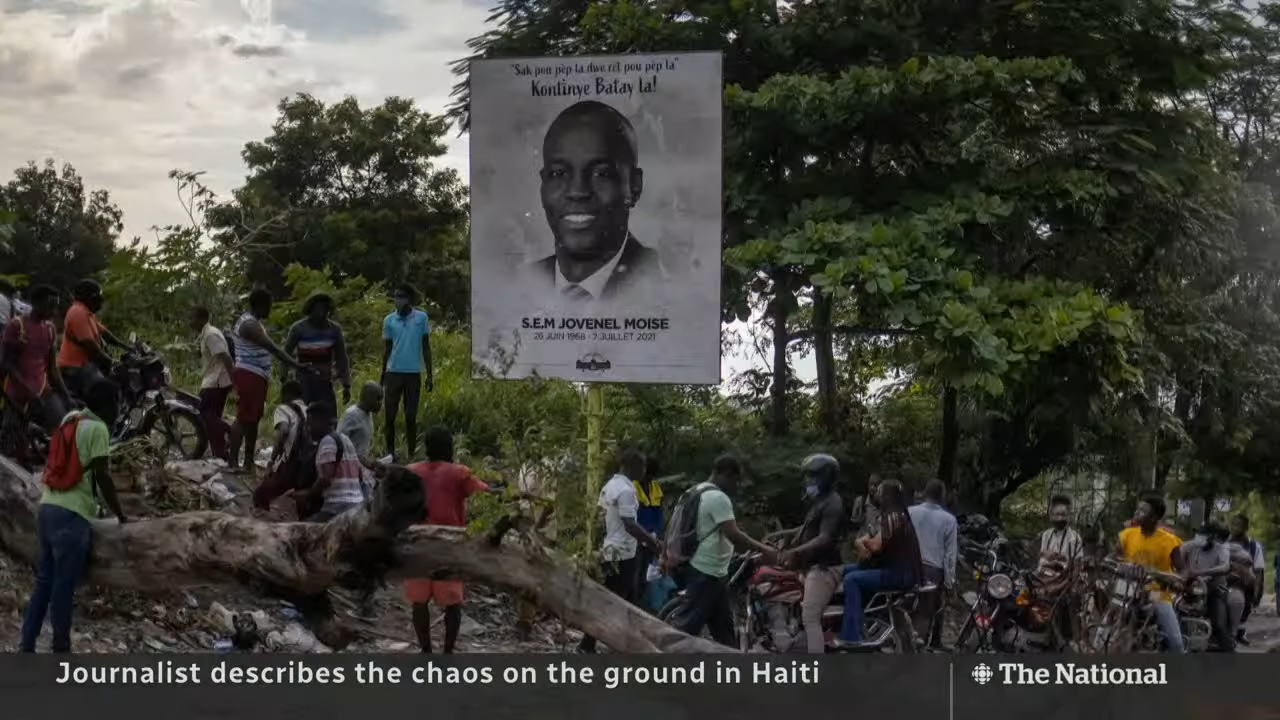 "Sak pou pèp la dwe rét pou pèp la"
Kontinye Batay la!
S.E.M JOVENEL MOISE
26 JUIN 1968 - 7 JUILLET 2021
Journalist describes the chaos on the ground in Haiti
The National